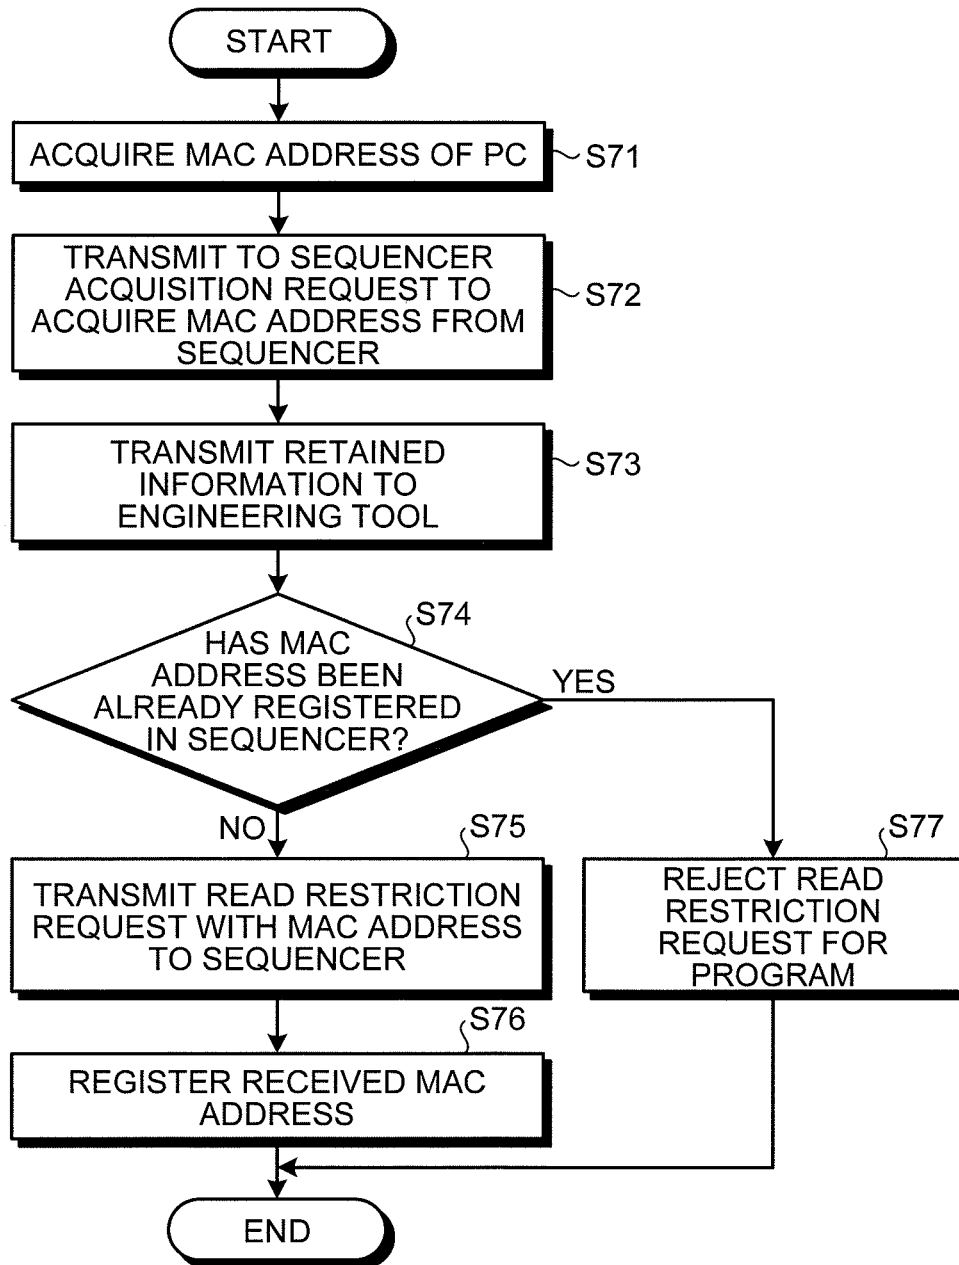 START
ACQUIRE MAC ADDRESS OF PC
S71
TRANSMIT TO SEQUENCER
ACQUISITION REQUEST TO
ACQUIRE MAC ADDRESS FROM
SEQUENCER
S72
TRANSMIT RETAINED
INFORMATION TO
ENGINEERING TOOL
S73
S74
HAS MAC
ADDRESS BEEN
ALREADY REGISTERED
IN SEQUENCER?
YES
NO
S75
TRANSMIT READ RESTRICTION
REQUEST WITH MAC ADDRESS
TO SEQUENCER
S77
REJECT READ
RESTRICTION
REQUEST FOR
PROGRAM
S76
REGISTER RECEIVED MAC
ADDRESS
END